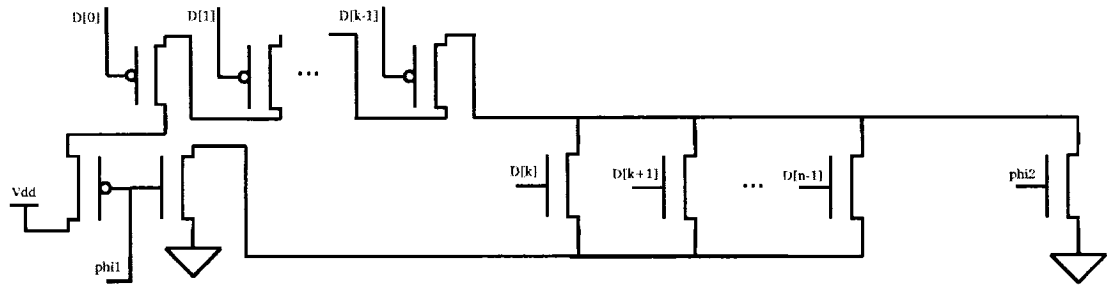 D[0]
D[1]
D[k-1]
...
D[k]
D[k+1]
...
D[n-1]
phi2
Vdd
phi1